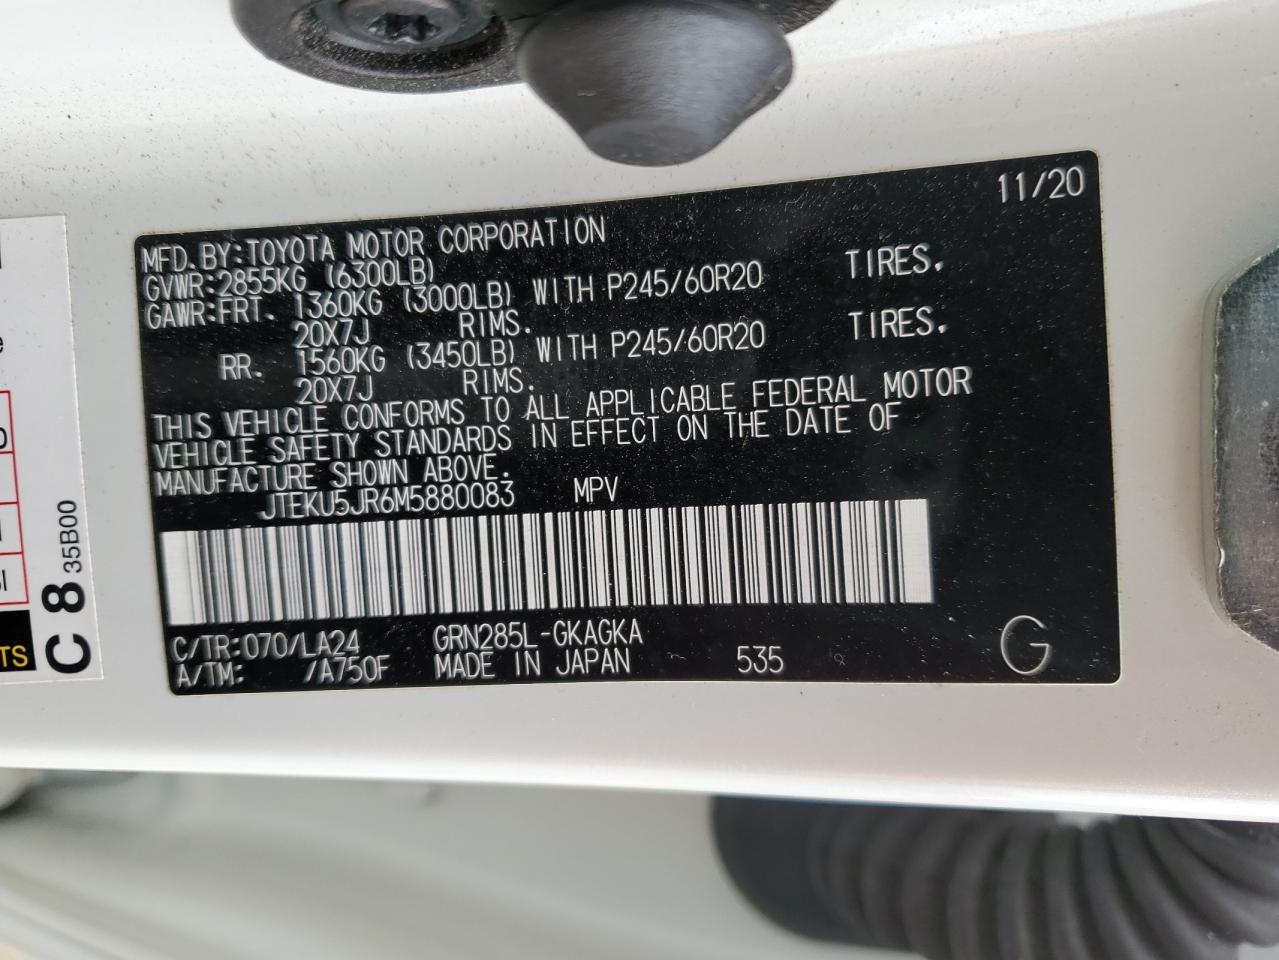 11/20
MFD. BY: TOYOTA MOTOR CORPORATION
GVWR: 2855KG (6300LB)
GAWR: FRT. 1360KG (3000LB) WITH P245/60R20 TIRES.
20X7J RIMS.
RR. 1560KG (3450LB) WITH P245/60R20 TIRES.
20X7J RIMS.
THIS VEHICLE CONFORMS TO ALL APPLICABLE FEDERAL MOTOR
VEHICLE SAFETY STANDARDS IN EFFECT ON THE DATE OF
MANUFACTURE SHOWN ABOVE.
JTEKU5JR6M5880083 MPV
C/TR: 070/LA24 GRN285L-GKAGKA
A/TM: /A750F MADE IN JAPAN 535 G
C8
35B00
TS